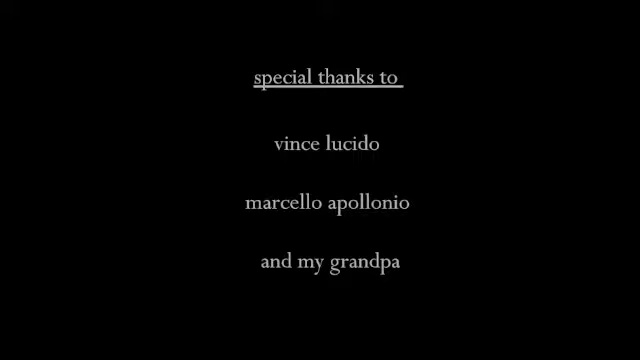 special thanks to
vince lucido
marcello apollonio
and my grandpa